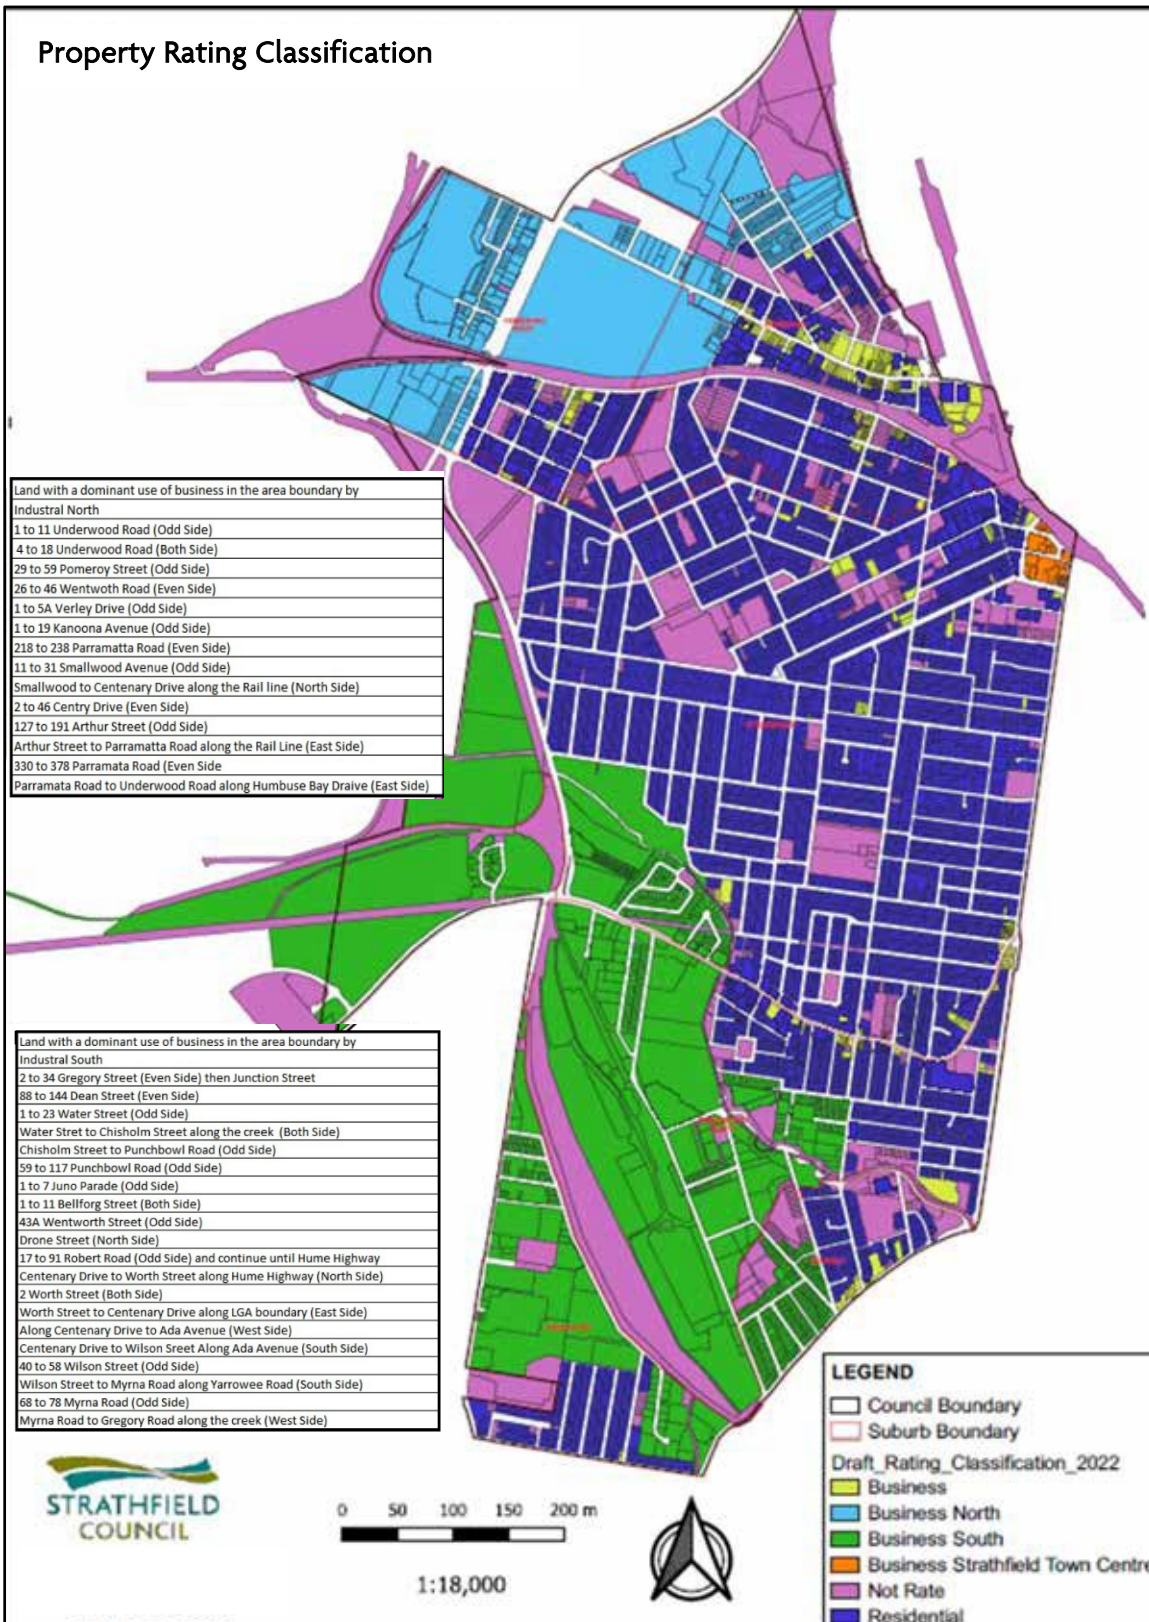 Property Rating Classification
Land with a dominant use of business in the area boundary by
Industral North
1 to 11 Underwood Road (Odd Side)
4 to 18 Underwood Road (Both Side)
29 to 59 Pomeroy Street (Odd Side)
26 to 46 Wentwoth Road (Even Side)
1 to 5A Verley Drive (Odd Side)
1 to 19 Kanoona Avenue (Odd Side)
218 to 238 Parramatta Road (Even Side)
11 to 31 Smallwood Avenue (Odd Side)
Smallwood to Centenary Drive along the Rail line (North Side)
2 to 46 Centry Drive (Even Side)
127 to 191 Arthur Street (Odd Side)
Arthur Street to Parramatta Road along the Rail Line (East Side)
330 to 378 Parramata Road (Even Side
Parramata Road to Underwood Road along Humbuse Bay Draive (East Side)
Land with a dominant use of business in the area boundary by
Industral South
2 to 34 Gregory Street (Even Side) then Junction Street
88 to 144 Dean Street (Even Side)
1 to 23 Water Street (Odd Side)
Water Stret to Chisholm Street along the creek (Both Side)
Chisholm Street to Punchbowl Road (Odd Side)
59 to 117 Punchbowl Road (Odd Side)
1 to 7 Juno Parade (Odd Side)
1 to 11 Bellforg Street (Both Side)
43A Wentworth Street (Odd Side)
Drone Street (North Side)
17 to 91 Robert Road (Odd Side) and continue until Hume Highway
Centenary Drive to Worth Street along Hume Highway (North Side)
2 Worth Street (Both Side)
Worth Street to Centenary Drive along LGA boundary (East Side)
Along Centenary Drive to Ada Avenue (West Side)
Centenary Drive to Wilson Sreet Along Ada Avenue (South Side)
40 to 58 Wilson Street (Odd Side)
Wilson Street to Myrna Road along Yarrowee Road (South Side)
68 to 78 Myrna Road (Odd Side)
Myrna Road to Gregory Road along the creek (West Side)
STRATHFIELD
COUNCIL
0 50 100 150 200 m
1:18,000
LEGEND
Council Boundary
Suburb Boundary
Draft_Rating_Classification_2022
Business
Business North
Business South
Business Strathfield Town Centre
Not Rate
Residential